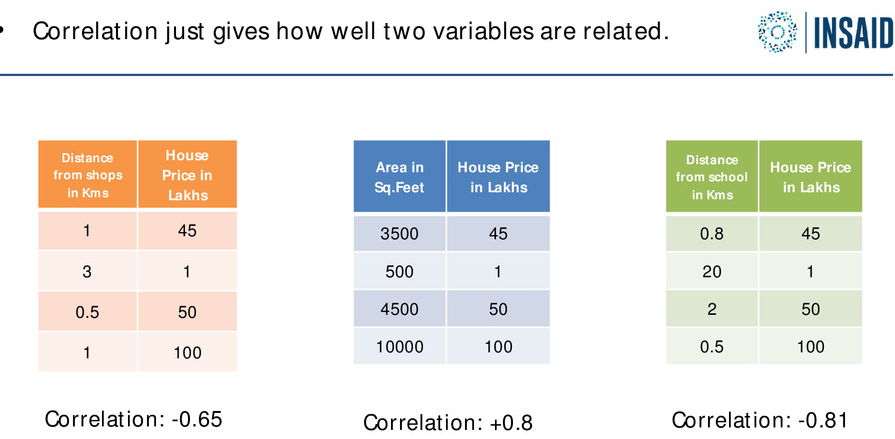 • Correlation just gives how well two variables are related.
INSAID
Distance from shops in Kms House Price in Lakhs
1 45
3 1
0.5 50
1 100
Correlation: -0.65
Area in Sq.Feet House Price in Lakhs
3500 45
500 1
4500 50
10000 100
Correlation: +0.8
Distance from school in Kms House Price in Lakhs
0.8 45
20 1
2 50
0.5 100
Correlation: -0.81